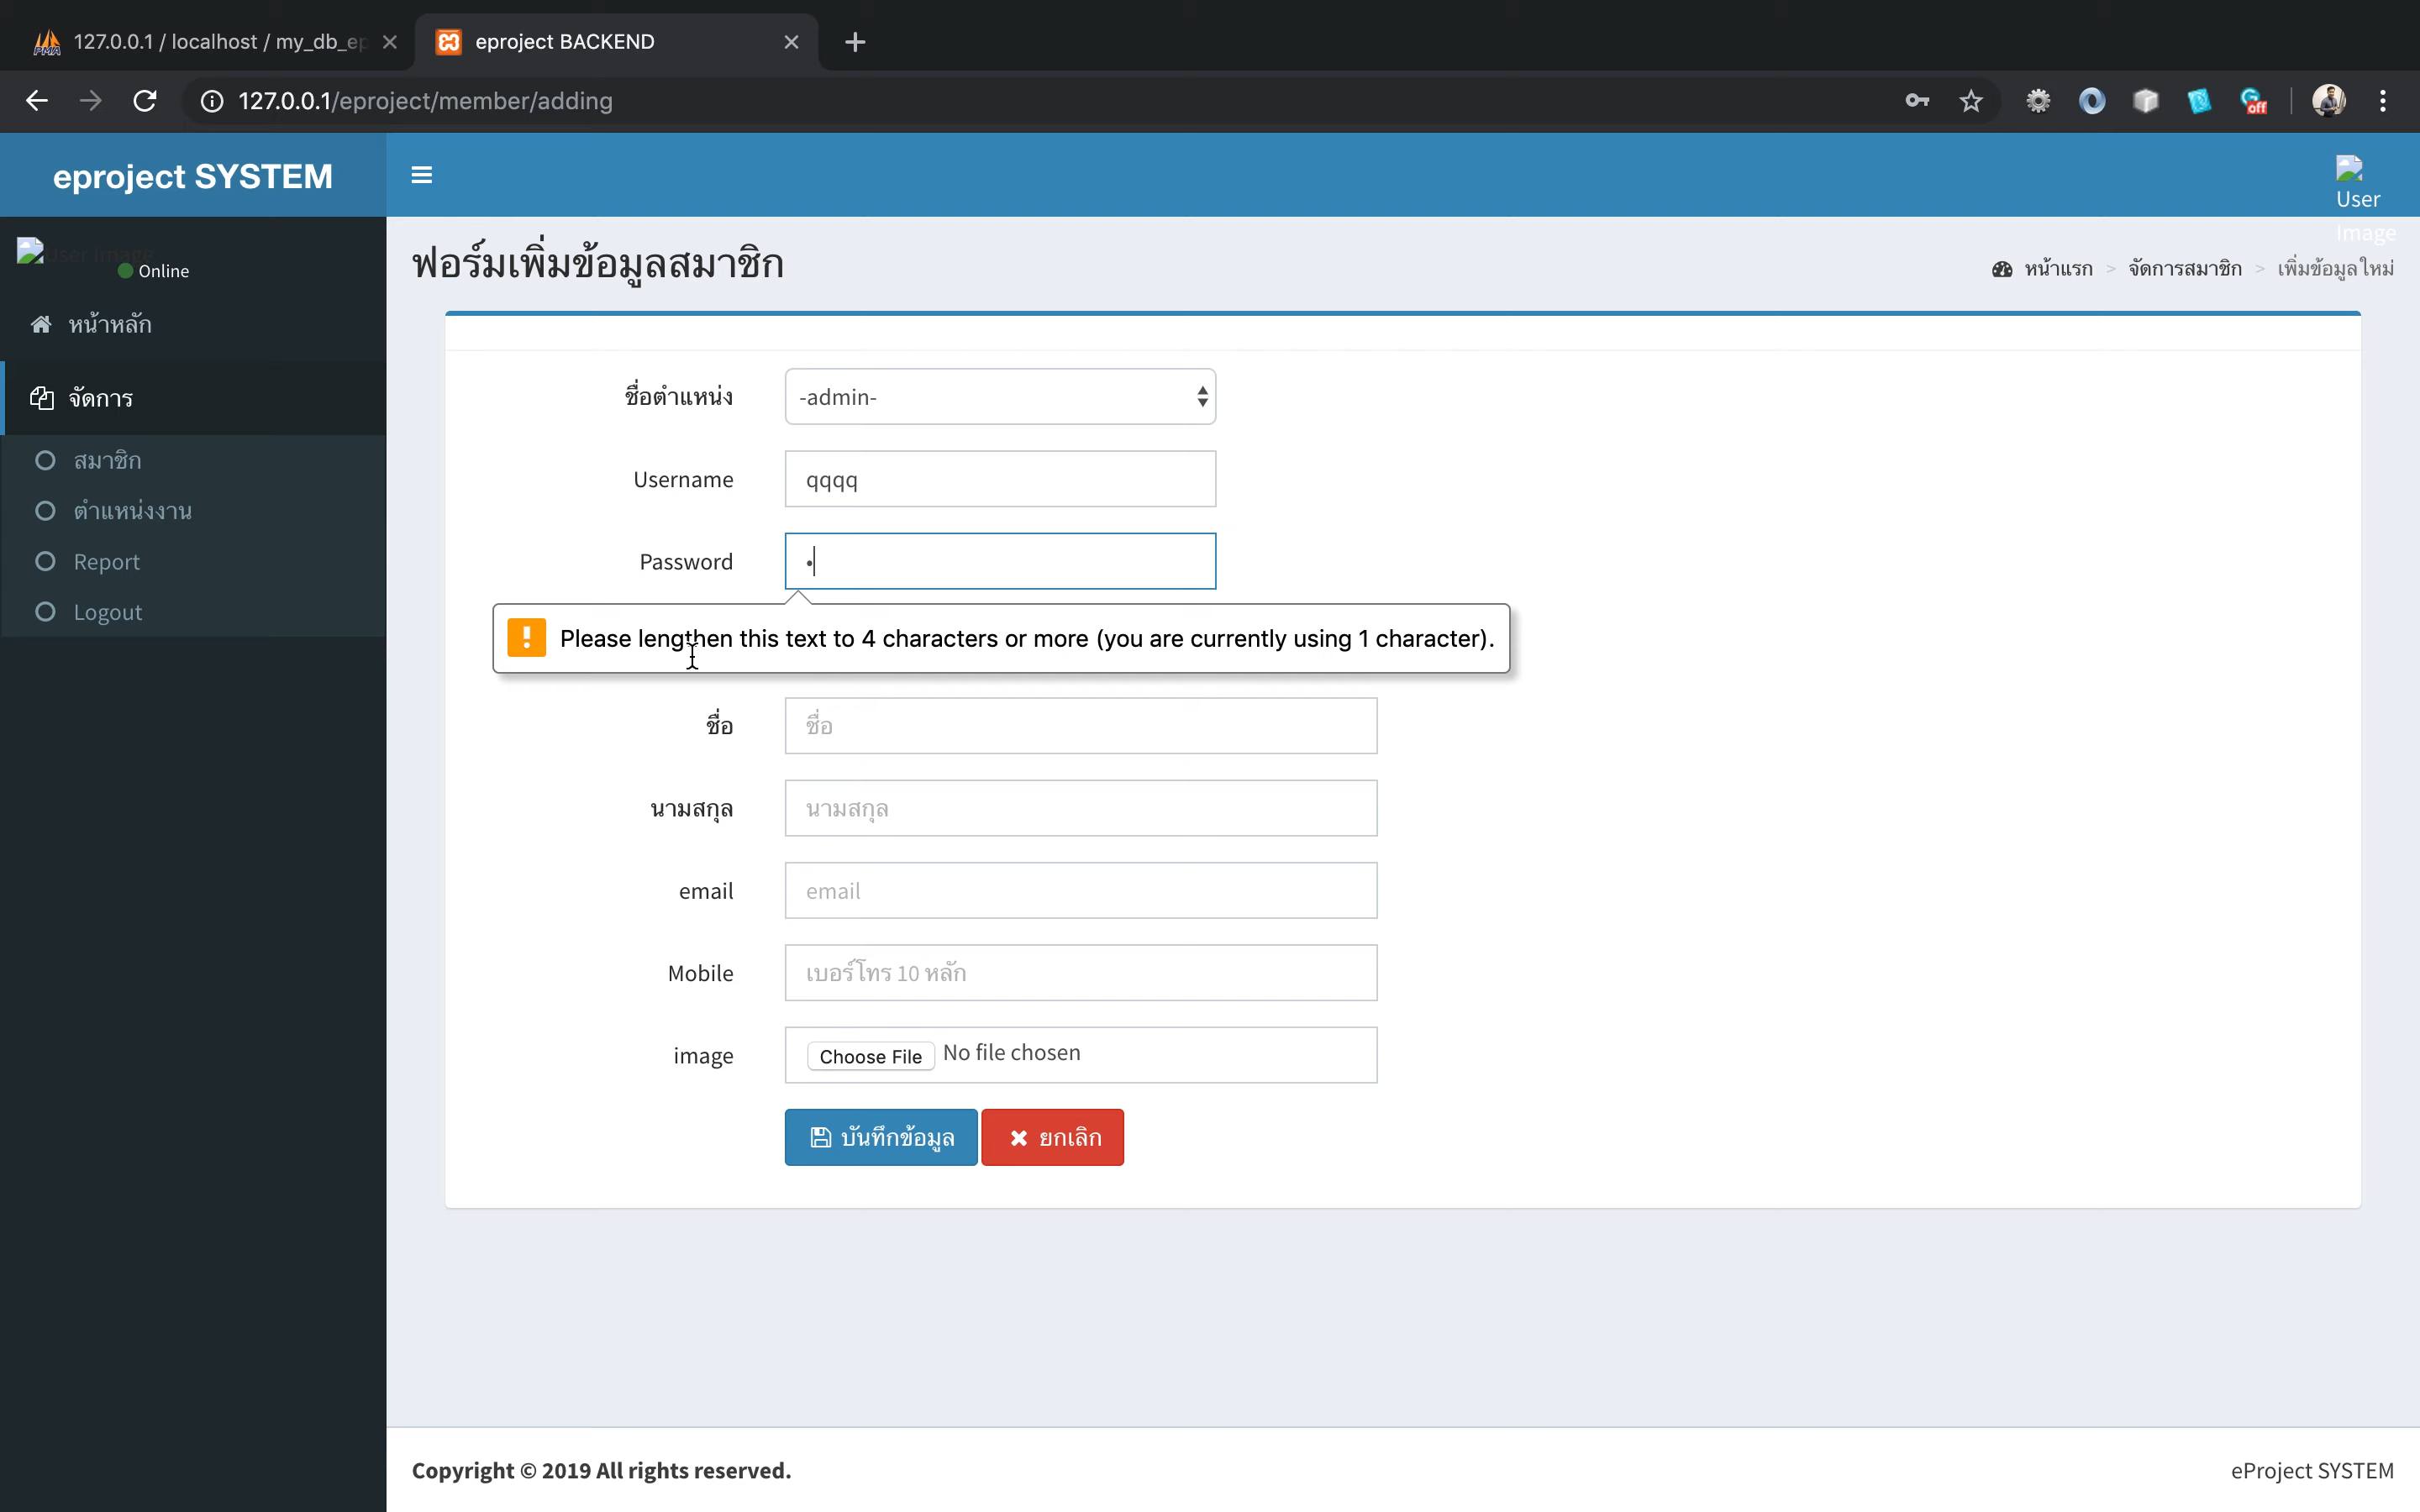 127.0.0.1 / localhost / my_db_ep
eproject BACKEND
127.0.0.1/eproject/member/adding
off
eproject SYSTEM
User
Image
User Image
Online
หน้าหลัก
จัดการ
สมาชิก
ตำแหน่งงาน
Report
Logout
ฟอร์มเพิ่มข้อมูลสมาชิก
หน้าแรก > จัดการสมาชิก > เพิ่มข้อมูลใหม่
ชื่อตำแหน่ง -admin-
Username qqqq
Password •
Please lengthen this text to 4 characters or more (you are currently using 1 character).
ชื่อ ชื่อ
นามสกุล นามสกุล
email email
Mobile เบอร์โทร 10 หลัก
image Choose File No file chosen
บันทึกข้อมูล ยกเลิก
Copyright © 2019 All rights reserved.
eProject SYSTEM